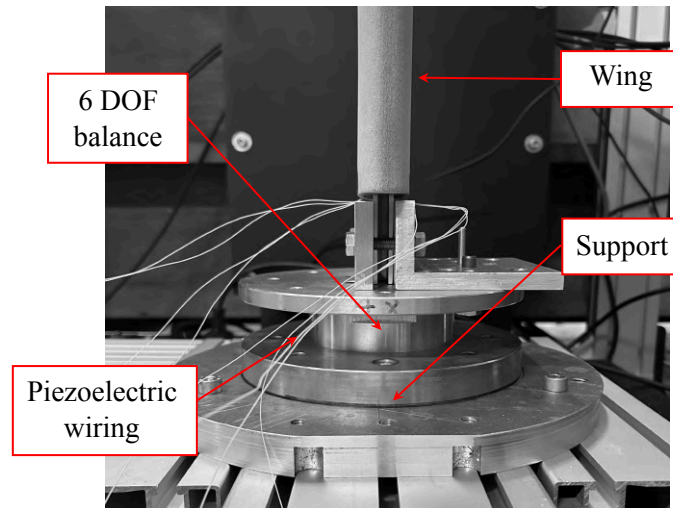 6 DOF
balance
Wing
Support
+ X
Piezoelectric
wiring